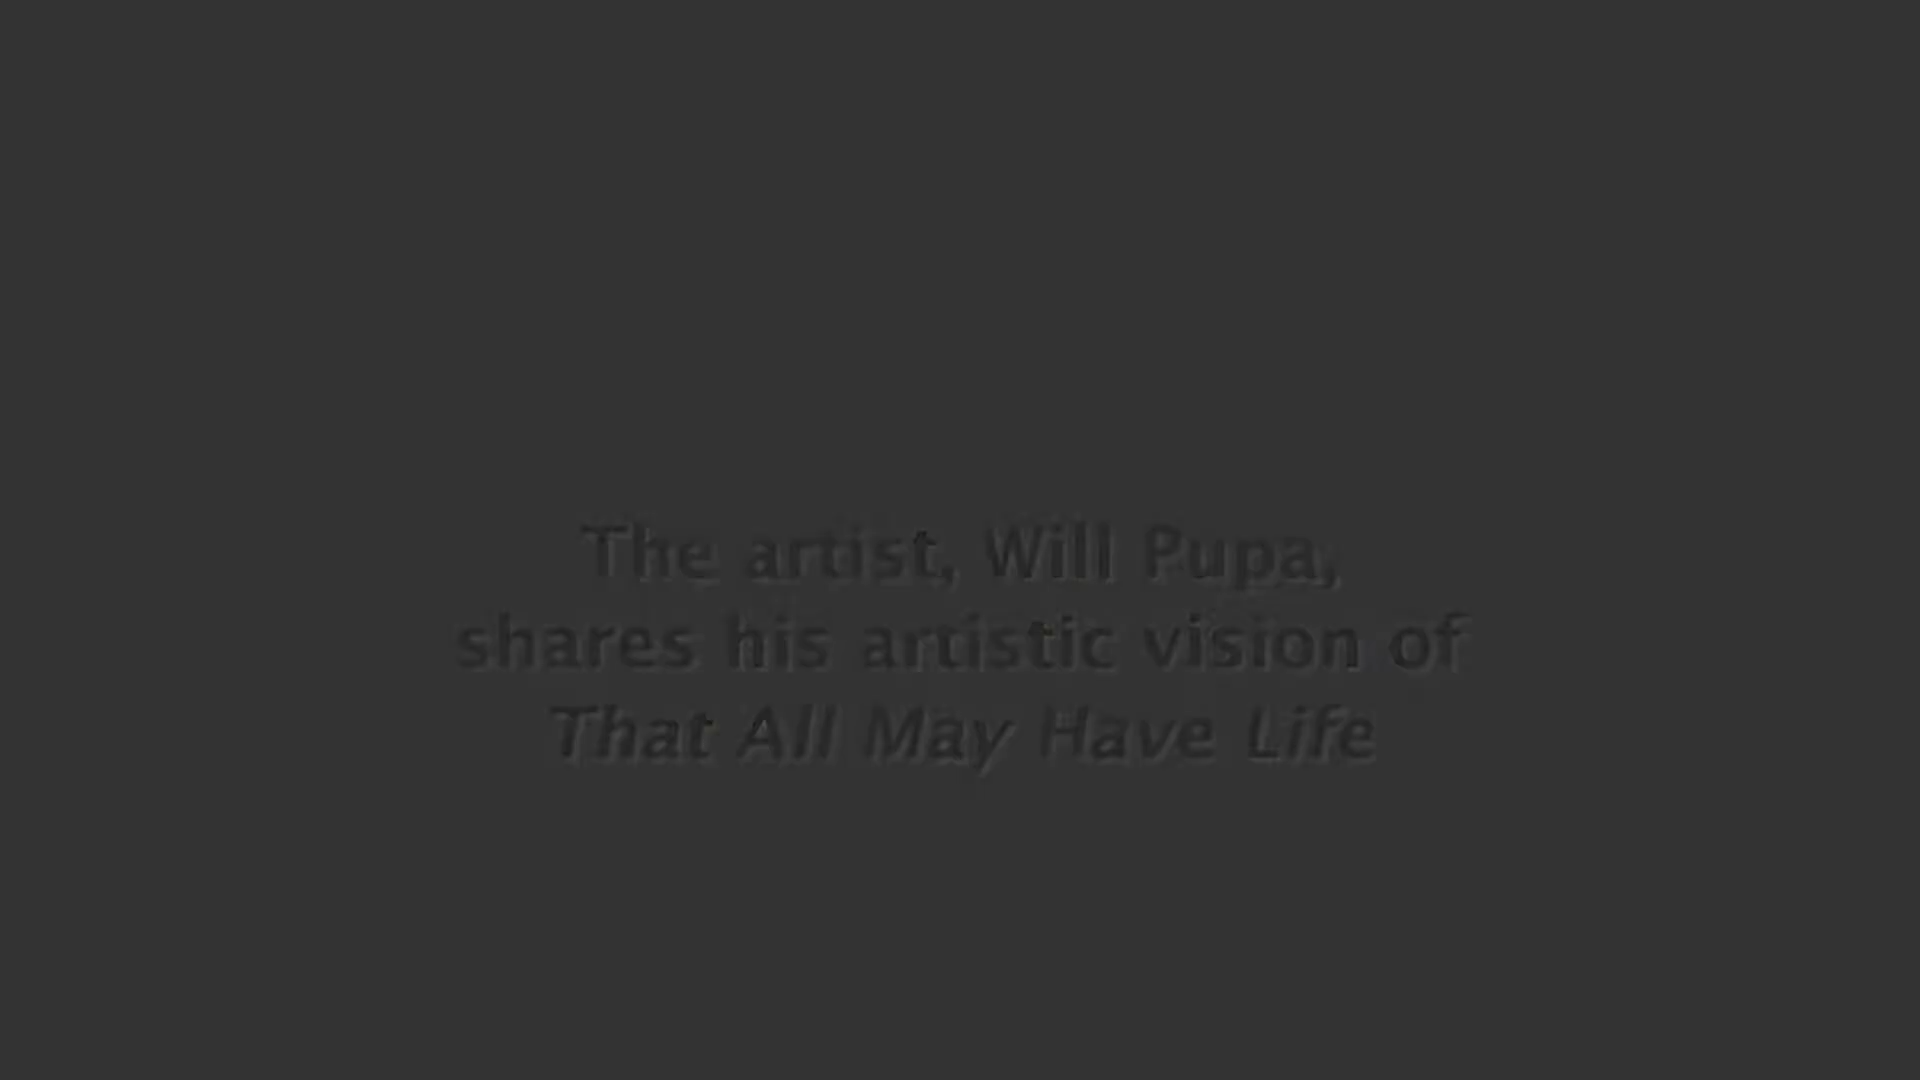 The artist, Will Pupa,
shares his artistic vision of
That All May Have Life